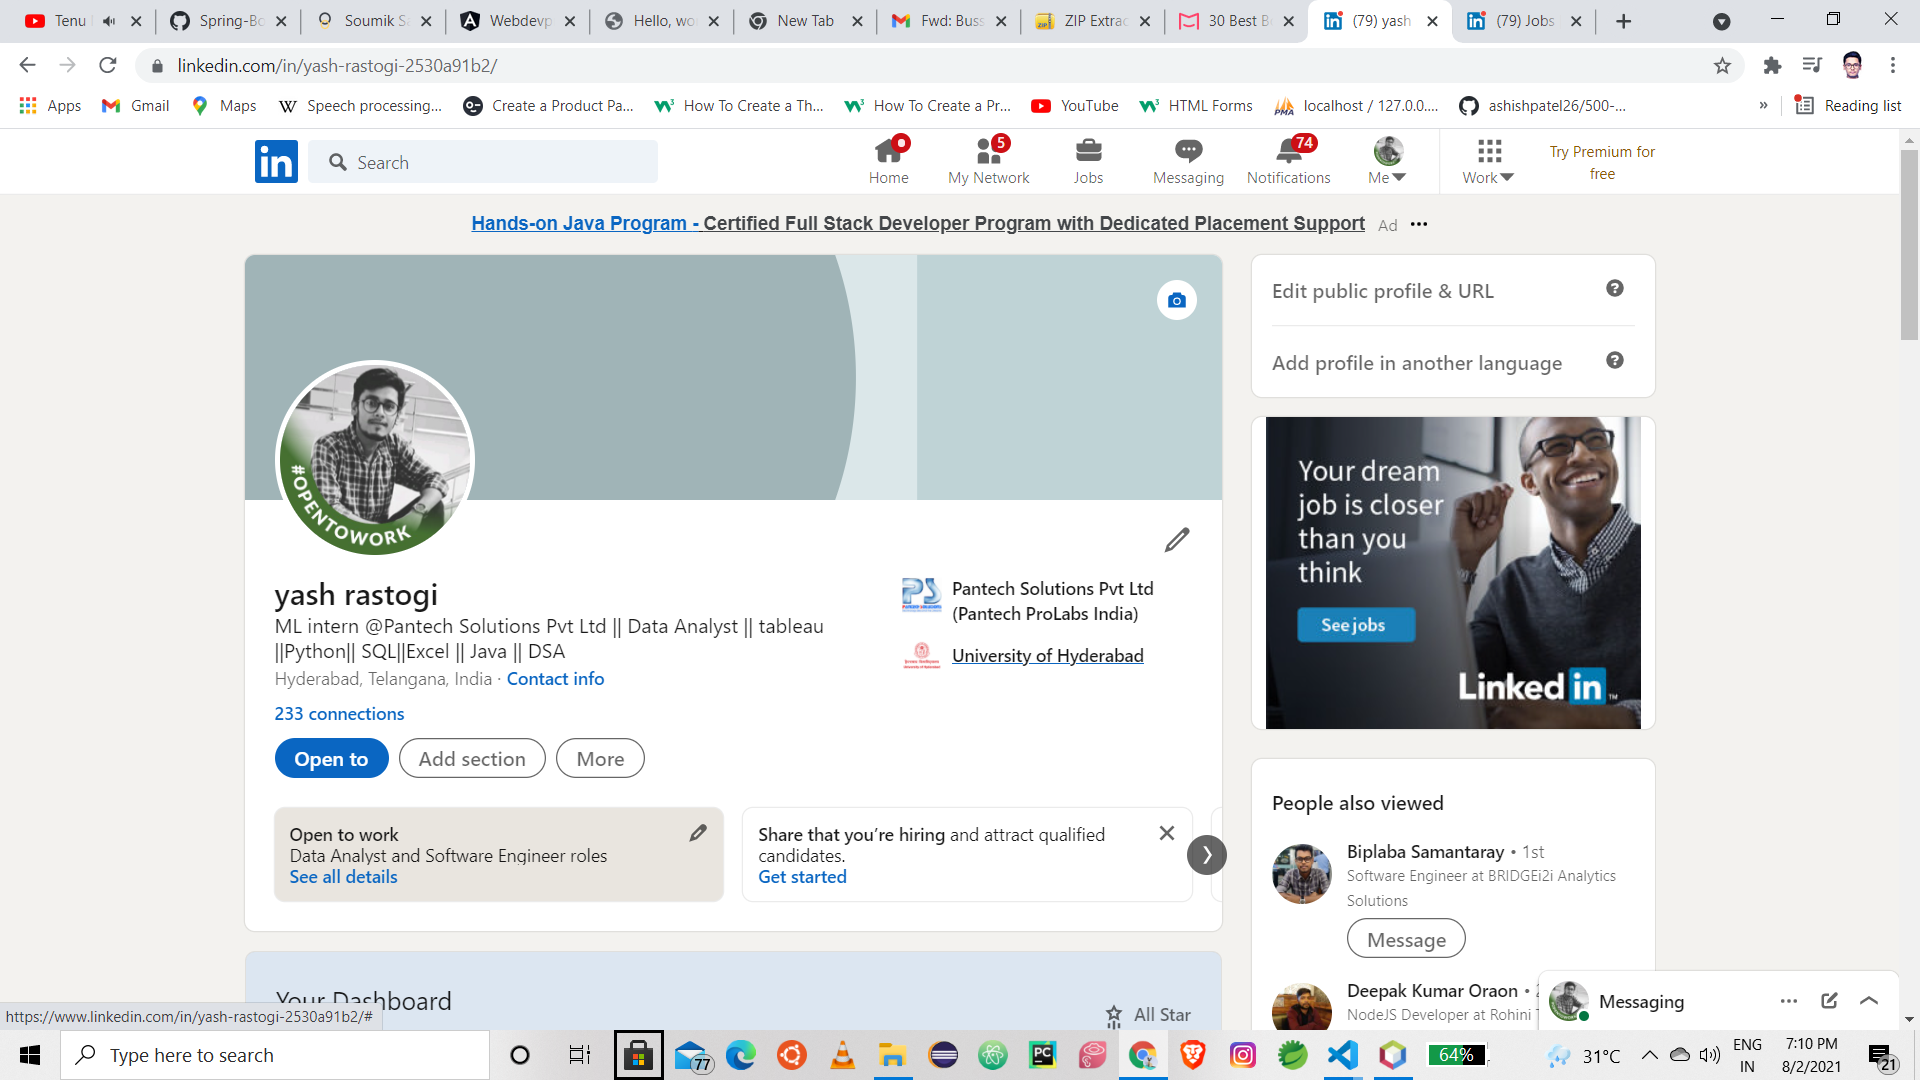 Tenu
Spring-Bo
Soumik Sa
Webdevp
Hello, wo
New Tab
Fwd: Buss
ZIP Extrac
30 Best B
(79) yash
(79) Jobs
linkedin.com/in/yash-rastogi-2530a91b2/
Apps
Gmail
Maps
Speech processing...
Create a Product Pa...
How To Create a Th...
How To Create a Pr...
YouTube
HTML Forms
localhost / 127.0.0....
ashishpatel26/500-...
»
Reading list
in
Search
Home
5
My Network
Jobs
Messaging
74
Notifications
Me
Work
Try Premium for
free
Hands-on Java Program - Certified Full Stack Developer Program with Dedicated Placement Support
Ad
#OPENTOWORK
yash rastogi
ML intern @Pantech Solutions Pvt Ltd || Data Analyst || tableau
||Python|| SQL||Excel || Java || DSA
Hyderabad, Telangana, India · Contact info
233 connections
Open to
Add section
More
PS
Pantech Solutions Pvt Ltd
(Pantech ProLabs India)
University of Hyderabad
Open to work
Data Analyst and Software Engineer roles
See all details
Share that you're hiring and attract qualified
candidates.
Get started
Your Dashboard
All Star
Edit public profile & URL
Add profile in another language
Your dream
job is closer
than you
think
See jobs
Linked in
People also viewed
Biplaba Samantaray • 1st
Software Engineer at BRIDGEi2i Analytics
Solutions
Message
Deepak Kumar Oraon •
NodeJS Developer at Rohini
Messaging
https://www.linkedin.com/in/yash-rastogi-2530a91b2/#
Type here to search
77
PC
64%
31°C
ENG
IN
7:10 PM
8/2/2021
21